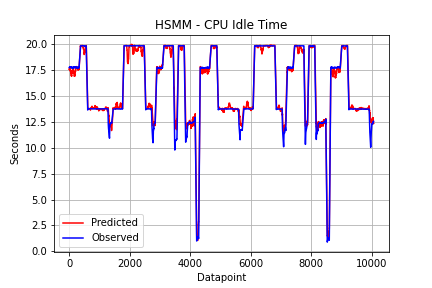 HSMM - CPU Idle Time
20.0
17.5
15.0
12.5
10.0
7.5
5.0
2.5
0.0
Seconds
Predicted
Observed
0 2000 4000 6000 8000 10000
Datapoint